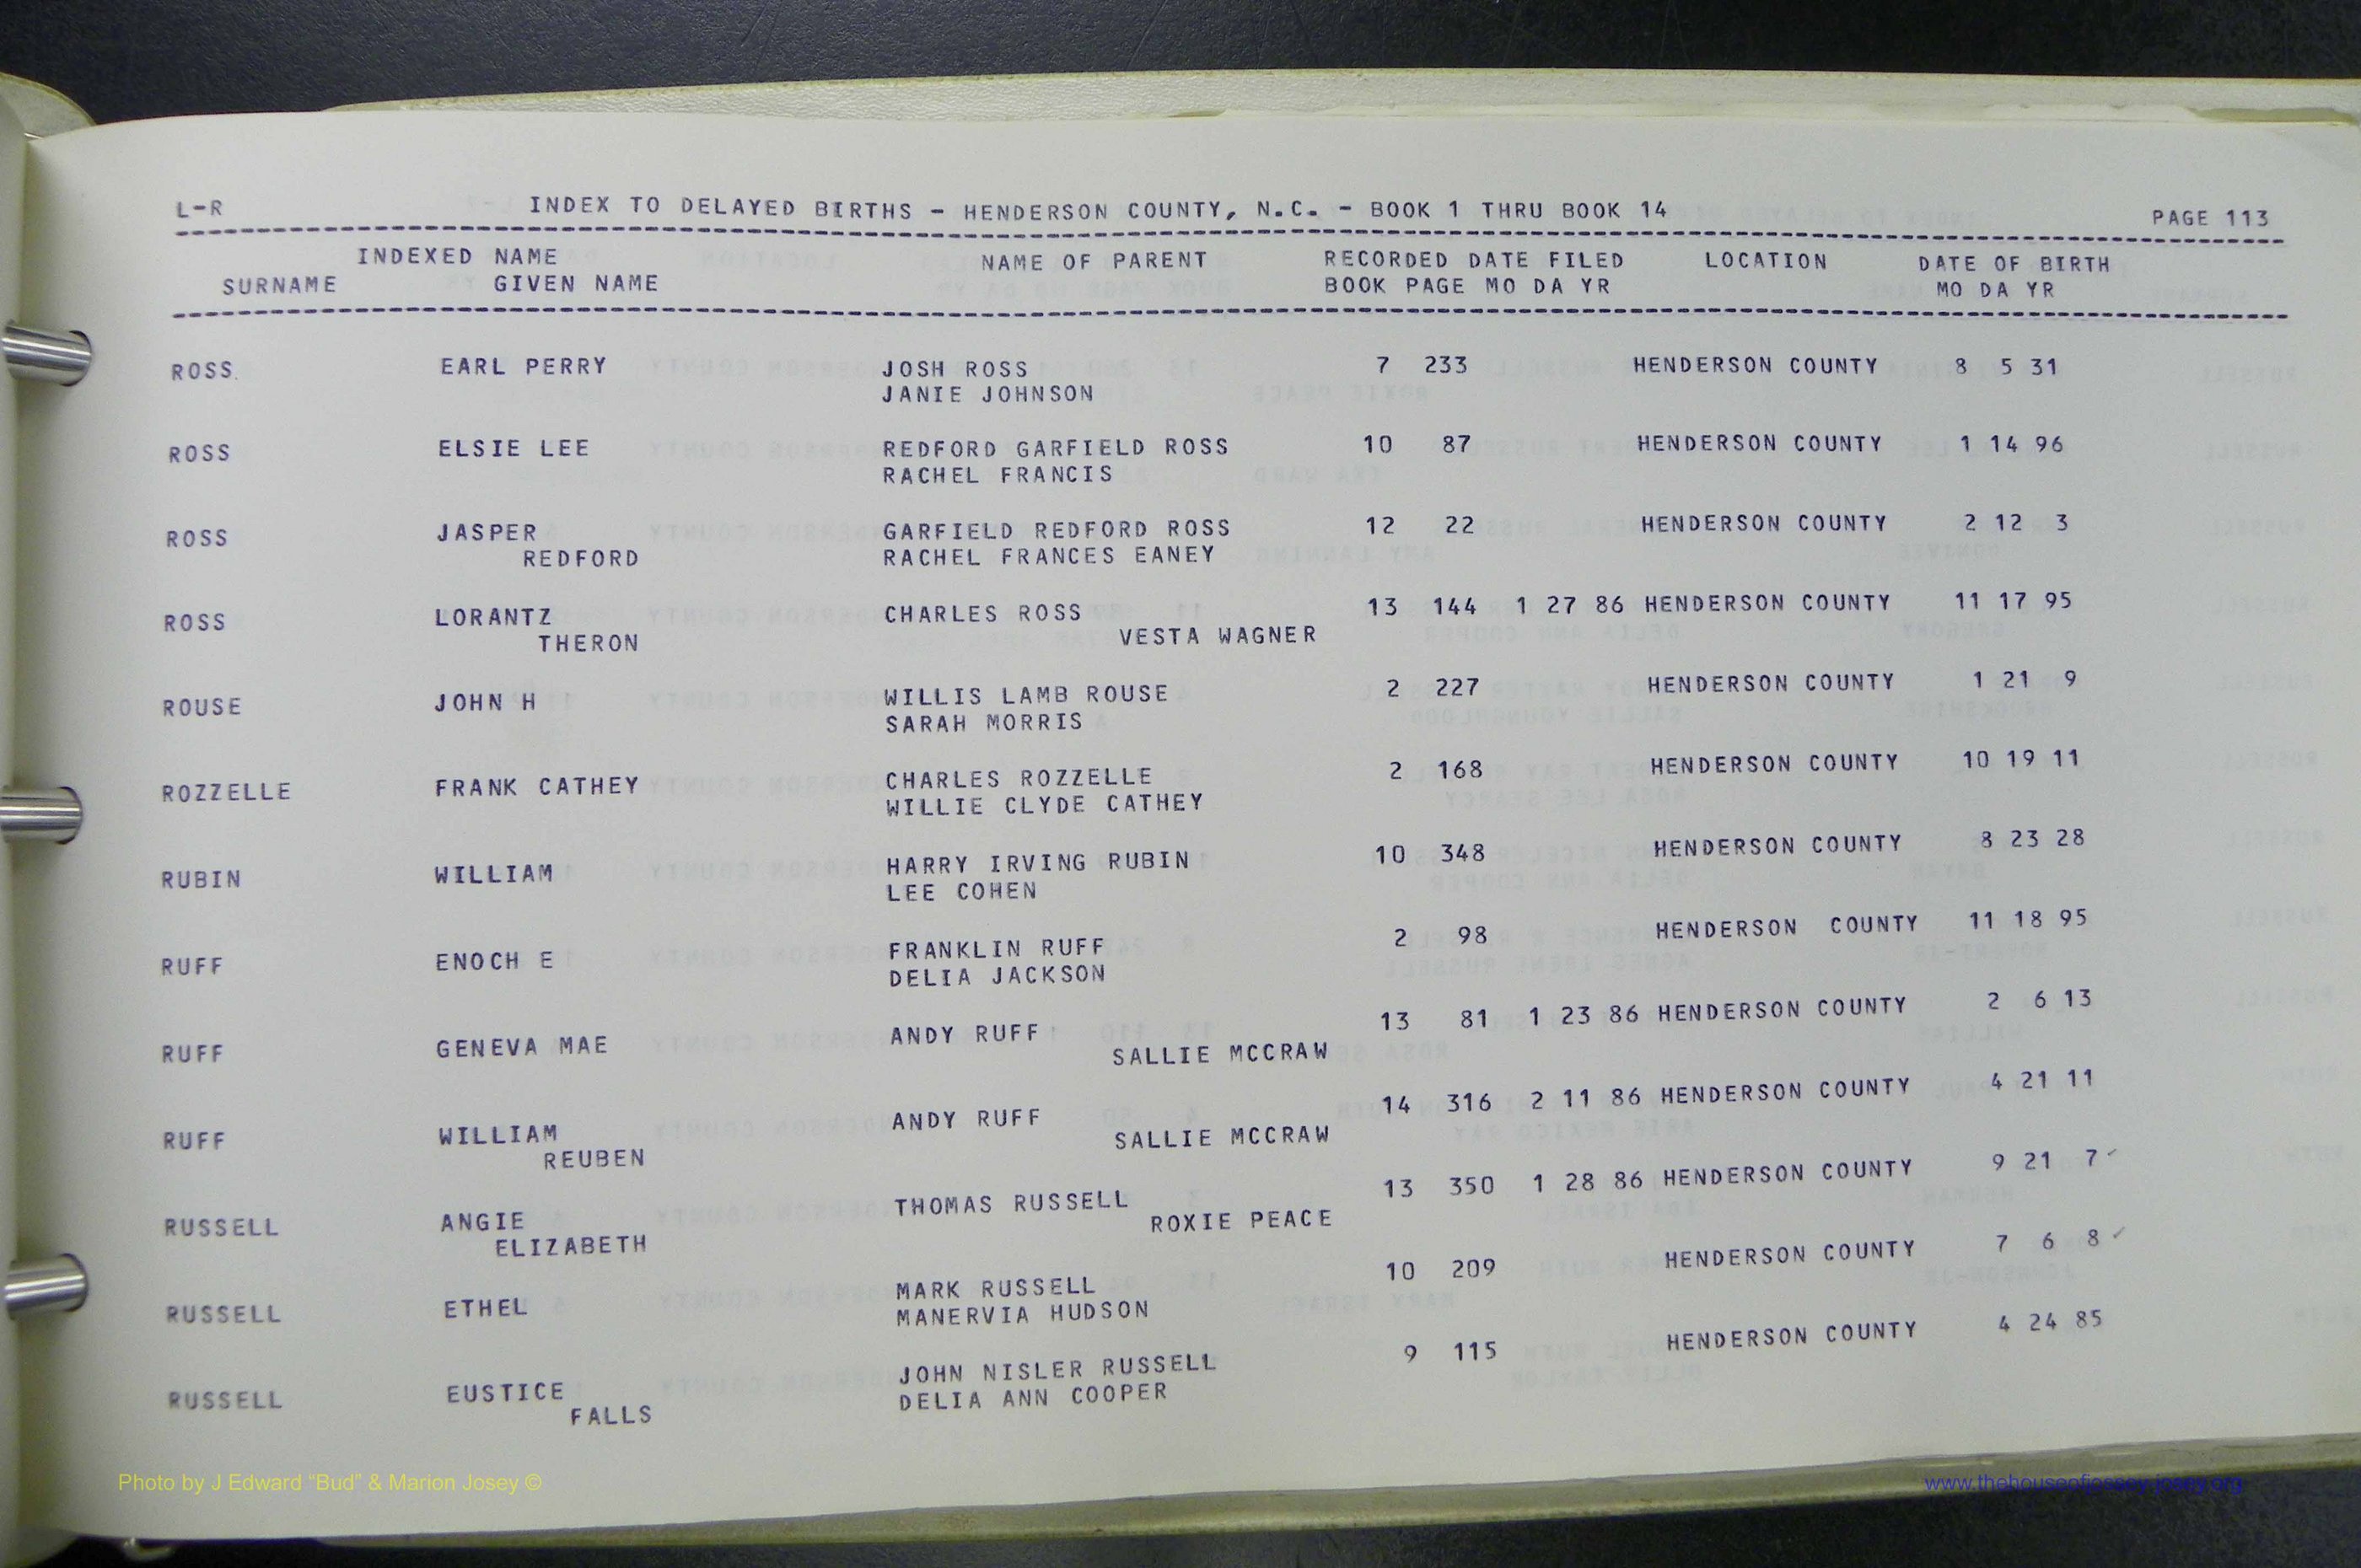 L-R INDEX TO DELAYED BIRTHS - HENDERSON COUNTY, N.C. - BOOK 1 THRU BOOK 14 PAGE 113
INDEXED NAME NAME OF PARENT RECORDED DATE FILED LOCATION DATE OF BIRTH
SURNAME GIVEN NAME BOOK PAGE MO DA YR MO DA YR
ROSS EARL PERRY JOSH ROSS 7 233 HENDERSON COUNTY 8 5 31
JANIE JOHNSON
ROSS ELSIE LEE REDFORD GARFIELD ROSS 10 87 HENDERSON COUNTY 1 14 96
RACHEL FRANCIS
ROSS JASPER GARFIELD REDFORD ROSS 12 22 HENDERSON COUNTY 2 12 3
REDFORD RACHEL FRANCES EANEY
ROSS LORANTZ CHARLES ROSS 13 144 1 27 86 HENDERSON COUNTY 11 17 95
THERON VESTA WAGNER
ROUSE JOHN H WILLIS LAMB ROUSE 2 227 HENDERSON COUNTY 1 21 9
SARAH MORRIS
ROZZELLE FRANK CATHEY CHARLES ROZZELLE 2 168 HENDERSON COUNTY 10 19 11
WILLIE CLYDE CATHEY
RUBIN WILLIAM HARRY IRVING RUBIN 10 348 HENDERSON COUNTY 8 23 28
LEE COHEN
RUFF ENOCH E FRANKLIN RUFF 2 98 HENDERSON COUNTY 11 18 95
DELIA JACKSON
RUFF GENEVA MAE ANDY RUFF 13 81 1 23 86 HENDERSON COUNTY 2 6 13
SALLIE MCCRAW
RUFF WILLIAM ANDY RUFF 14 316 2 11 86 HENDERSON COUNTY 4 21 11
REUBEN SALLIE MCCRAW
RUSSELL ANGIE THOMAS RUSSELL 13 350 1 28 86 HENDERSON COUNTY 9 21 7 ✓
ELIZABETH ROXIE PEACE
RUSSELL ETHEL MARK RUSSELL 10 209 HENDERSON COUNTY 7 6 8 ✓
MANERVIA HUDSON
RUSSELL EUSTICE JOHN NISLER RUSSELL 9 115 HENDERSON COUNTY 4 24 85
FALLS DELIA ANN COOPER
Photo by J Edward "Bud" & Marion Josey © www.thehouseofjossey-josey.org